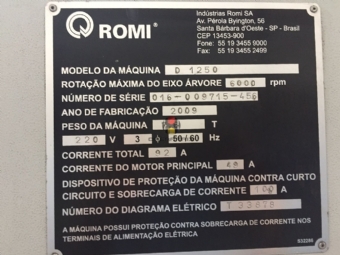 ROMI
Indústrias Romi SA
Av. Pérola Byington, 56
Santa Bárbara d'Oeste - SP - Brasil
CEP 13453-900
Fone: 55 19 3455 9000
Fax: 55 19 3455 2499
MODELO DA MÁQUINA D 1250
ROTAÇÃO MÁXIMA DO EIXO ÁRVORE 6000 rpm
NÚMERO DE SÉRIE 016-009715-456
ANO DE FABRICAÇÃO 2009
PESO DA MÁQUINA T
220 V 3 50/60 Hz
CORRENTE TOTAL 92 A
CORRENTE DO MOTOR PRINCIPAL A
DISPOSITIVO DE PROTEÇÃO DA MÁQUINA CONTRA CURTO
CIRCUITO E SOBRECARGA DE CORRENTE 100 A
NÚMERO DO DIAGRAMA ELÉTRICO
A MÁQUINA POSSUI PROTEÇÃO CONTRA SOBRECARGA DE CORRENTE NOS
TERMINAIS DE ALIMENTAÇÃO ELÉTRICA